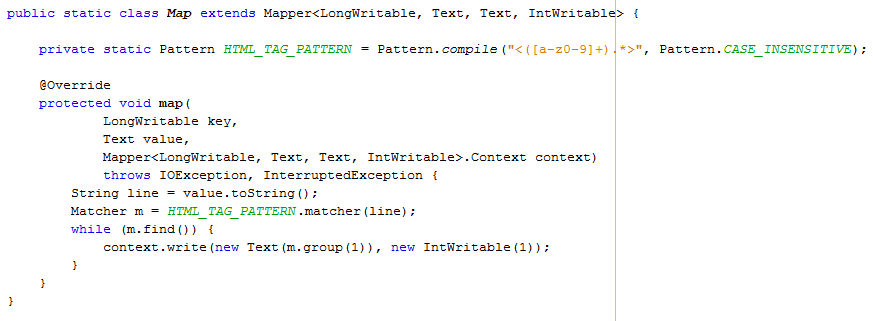 public static class Map extends Mapper<LongWritable, Text, Text, IntWritable> {
private static Pattern HTML_TAG_PATTERN = Pattern.compile("<([a-z0-9]+).*>", Pattern.CASE_INSENSITIVE);
@Override
protected void map(
LongWritable key,
Text value,
Mapper<LongWritable, Text, Text, IntWritable>.Context context)
throws IOException, InterruptedException {
String line = value.toString();
Matcher m = HTML_TAG_PATTERN.matcher(line);
while (m.find()) {
context.write(new Text(m.group(1)), new IntWritable(1));
}
}
}